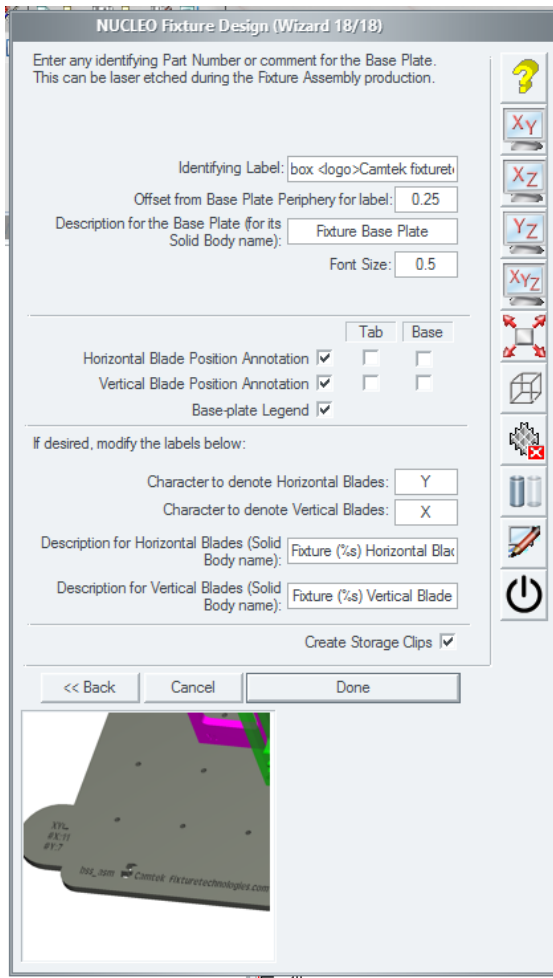 NUCLEO Fixture Design (Wizard 18/18)
Enter any identifying Part Number or comment for the Base Plate.
This can be laser etched during the Fixture Assembly production.
Identifying Label: box <logo>Camtek fixturet
Offset from Base Plate Periphery for label: 0.25
Description for the Base Plate (for its
Solid Body name): Fixture Base Plate
Font Size: 0.5
Tab Base
Horizontal Blade Position Annotation
Vertical Blade Position Annotation
Base-plate Legend
If desired, modify the labels below:
Character to denote Horizontal Blades: Y
Character to denote Vertical Blades: X
Description for Horizontal Blades (Solid
Body name): Fixture (%s) Horizontal Blac
Description for Vertical Blades (Solid
Body name): Fixture (%s) Vertical Blade
Create Storage Clips
<< Back Cancel Done
?
XY
XZ
YZ
XYZ
#X:11
#Y:7
Camtek Fixturetechnologies.com